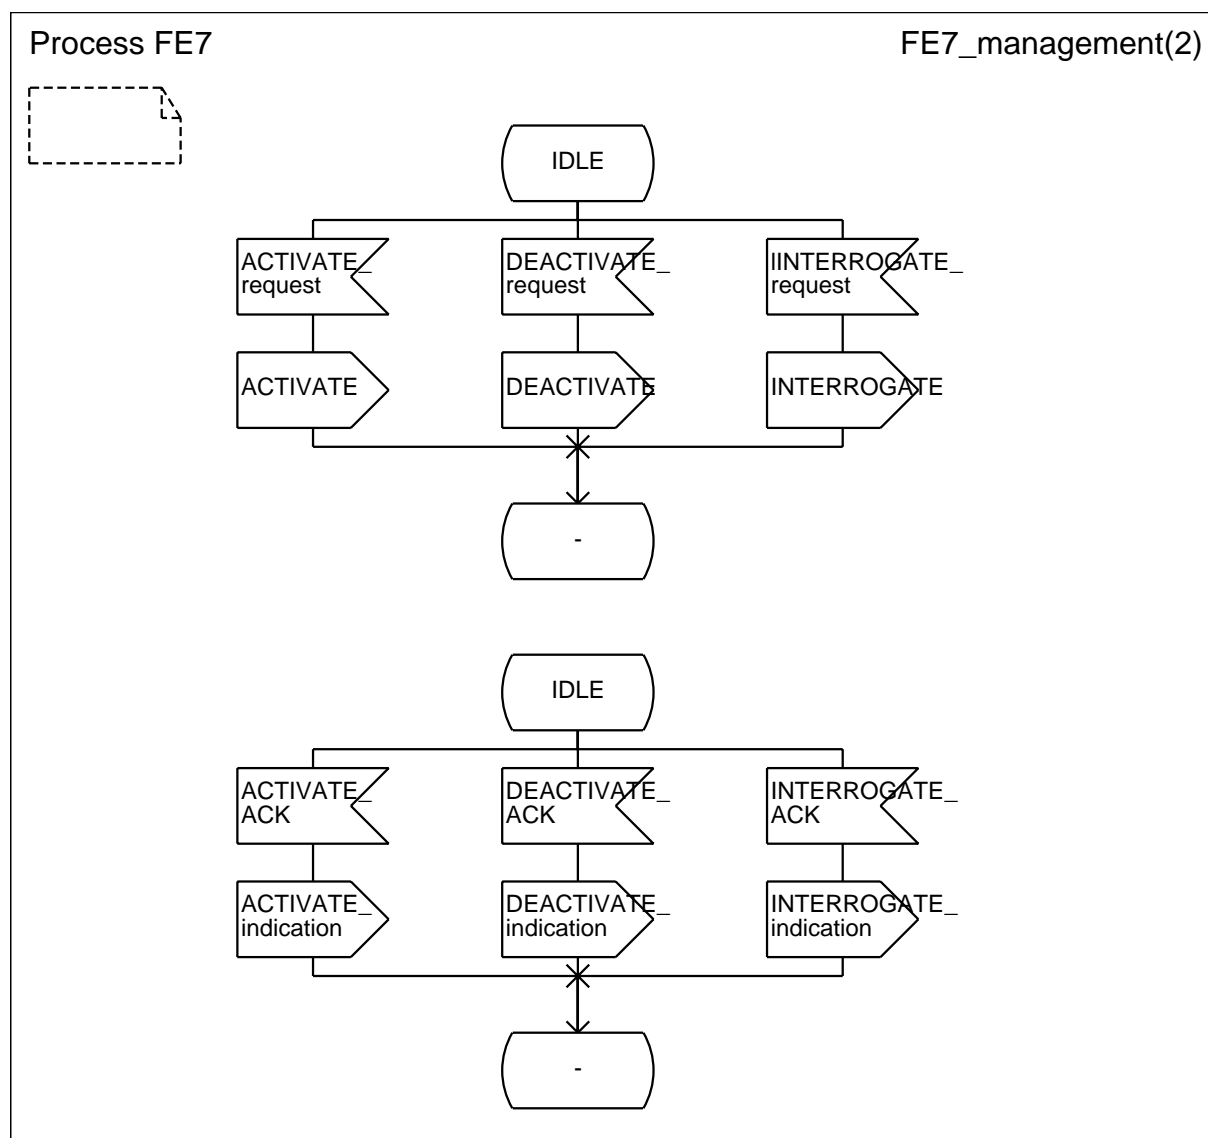 Process FE7
FE7_management(2)
IDLE
ACTIVATE_
request
DEACTIVATE_
request
IINTERROGATE_
request
ACTIVATE
DEACTIVATE
INTERROGATE
-
IDLE
ACTIVATE_
ACK
DEACTIVATE_
ACK
INTERROGATE_
ACK
ACTIVATE_
indication
DEACTIVATE_
indication
INTERROGATE_
indication
-